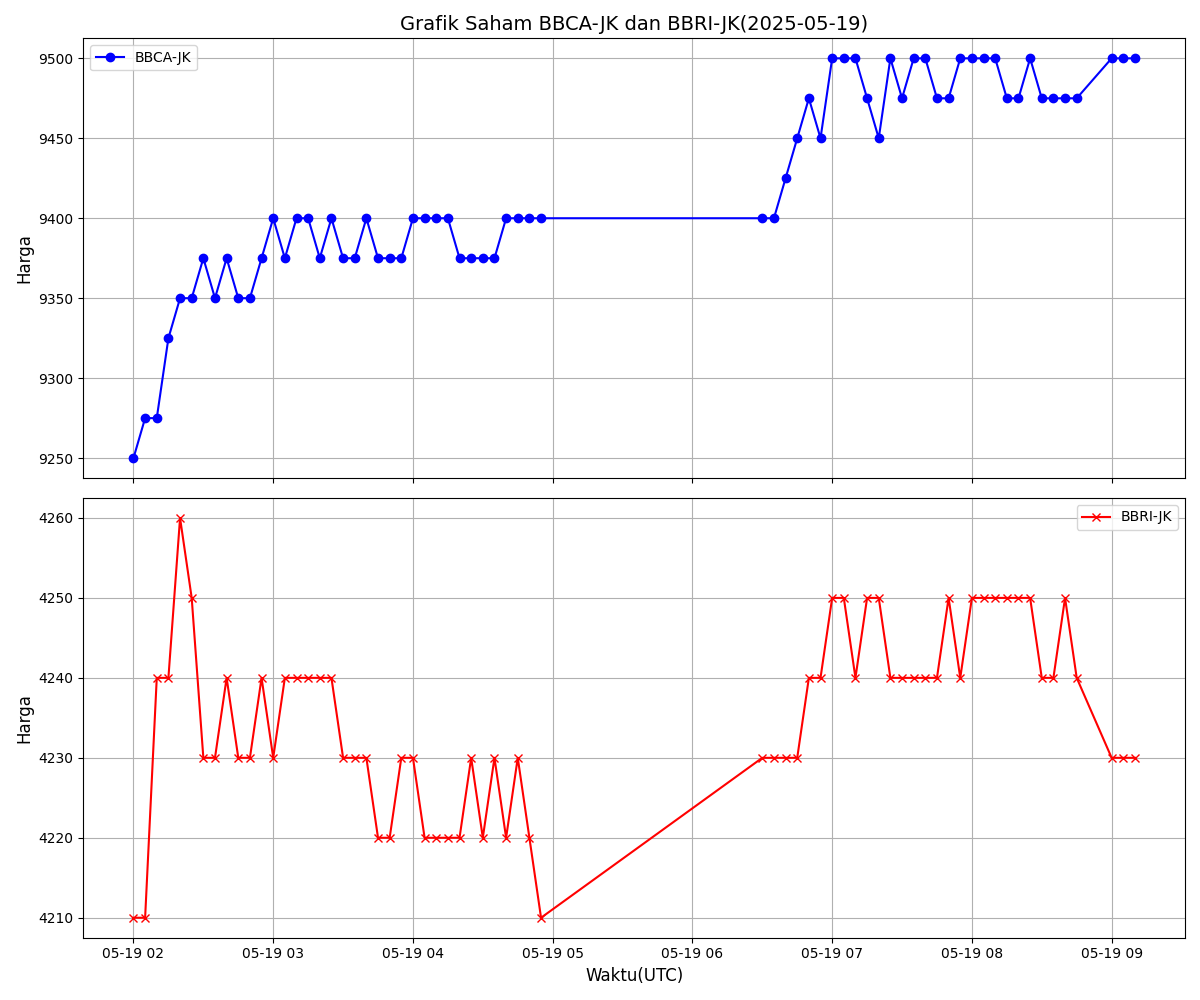 Grafik Saham BBCA-JK dan BBRI-JK(2025-05-19)
BBCA-JK
9500
9450
9400
9350
9300
9250
Harga
BBRI-JK
4260
4250
4240
4230
4220
4210
Harga
05-19 02 05-19 03 05-19 04 05-19 05 05-19 06 05-19 07 05-19 08 05-19 09
Waktu(UTC)